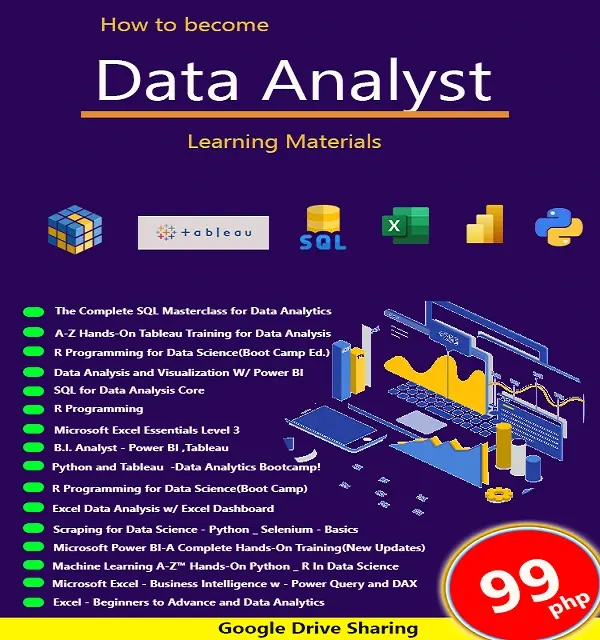 How to become
Data Analyst
Learning Materials
+ableau
SQL
X
The Complete SQL Masterclass for Data Analytics
A-Z Hands-On Tableau Training for Data Analysis
R Programming for Data Science(Boot Camp Ed.)
Data Analysis and Visualization W/ Power BI
SQL for Data Analysis Core
R Programming
Microsoft Excel Essentials Level 3
B.I. Analyst - Power BI ,Tableau
Python and Tableau -Data Analytics Bootcamp!
R Programming for Data Science(Boot Camp)
Excel Data Analysis w/ Excel Dashboard
Scraping for Data Science - Python _ Selenium - Basics
Microsoft Power BI-A Complete Hands-On Training(New Updates)
Machine Learning A-Z™ Hands-On Python _ R In Data Science
Microsoft Excel - Business Intelligence w - Power Query and DAX
Excel - Beginners to Advance and Data Analytics
99
php
Google Drive Sharing